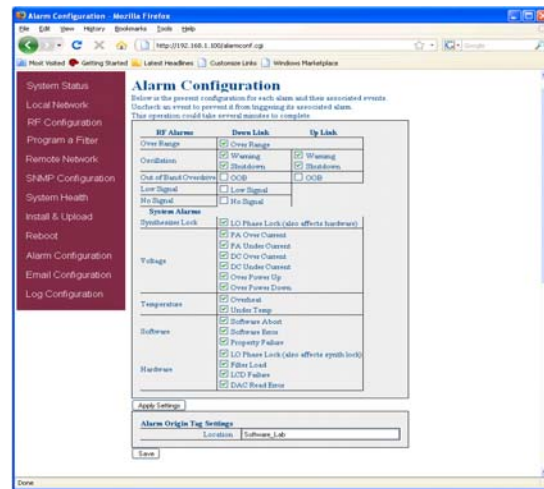 Alarm Configuration - Mozilla Firefox
File Edit View History Bookmarks Tools Help
http://192.168.1.100/alarmconf.cgi
Google
Most Visited Getting Started Latest Headlines Customize Links Windows Marketplace
System Status
Local Network
RF Configuration
Program a Filter
Remote Network
SNMP Configuration
System Health
Install & Upload
Reboot
Alarm Configuration
Email Configuration
Log Configuration
Alarm Configuration
Below is the present configuration for each alarm and their associated events.
Uncheck an event to prevent it from triggering its associated alarm.
This operation could take several minutes to complete
RF Alarms Down Link Up Link
Over Range Over Range
Oscillation Warning Warning
Shutdown Shutdown
Out of Band Overdrive OOB OOB
Low Signal Low Signal
No Signal No Signal
System Alarms
Synthesizer Lock LO Phase Lock (also affects hardware)
Voltage
PA Over Current
PA Under Current
DC Over Current
DC Under Current
Over Power Up
Over Power Down
Temperature
Overheat
Under Temp
Software
Software Abort
Software Error
Property Failure
Hardware
LO Phase Lock (also affects synth lock)
Filter Load
LCD Failure
DAC Read Error
Apply Settings
Alarm Origin Tag Settings
Location Software_Lab
Save
Done